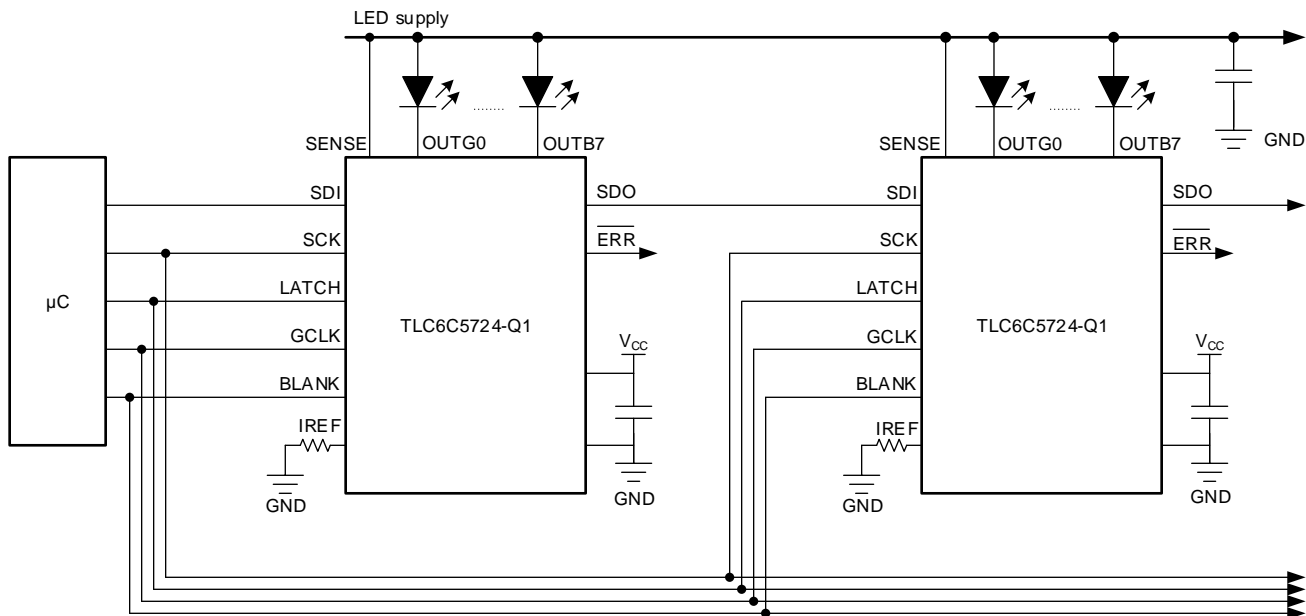 LED supply
SENSE OUTG0 OUTB7 SENSE OUTG0 OUTB7 GND
SDI SDO SDI SDO
SCK ERR SCK ERR
µC LATCH LATCH
TLC6C5724-Q1 TLC6C5724-Q1
GCLK VCC GCLK VCC
BLANK BLANK
IREF IREF
GND GND GND GND